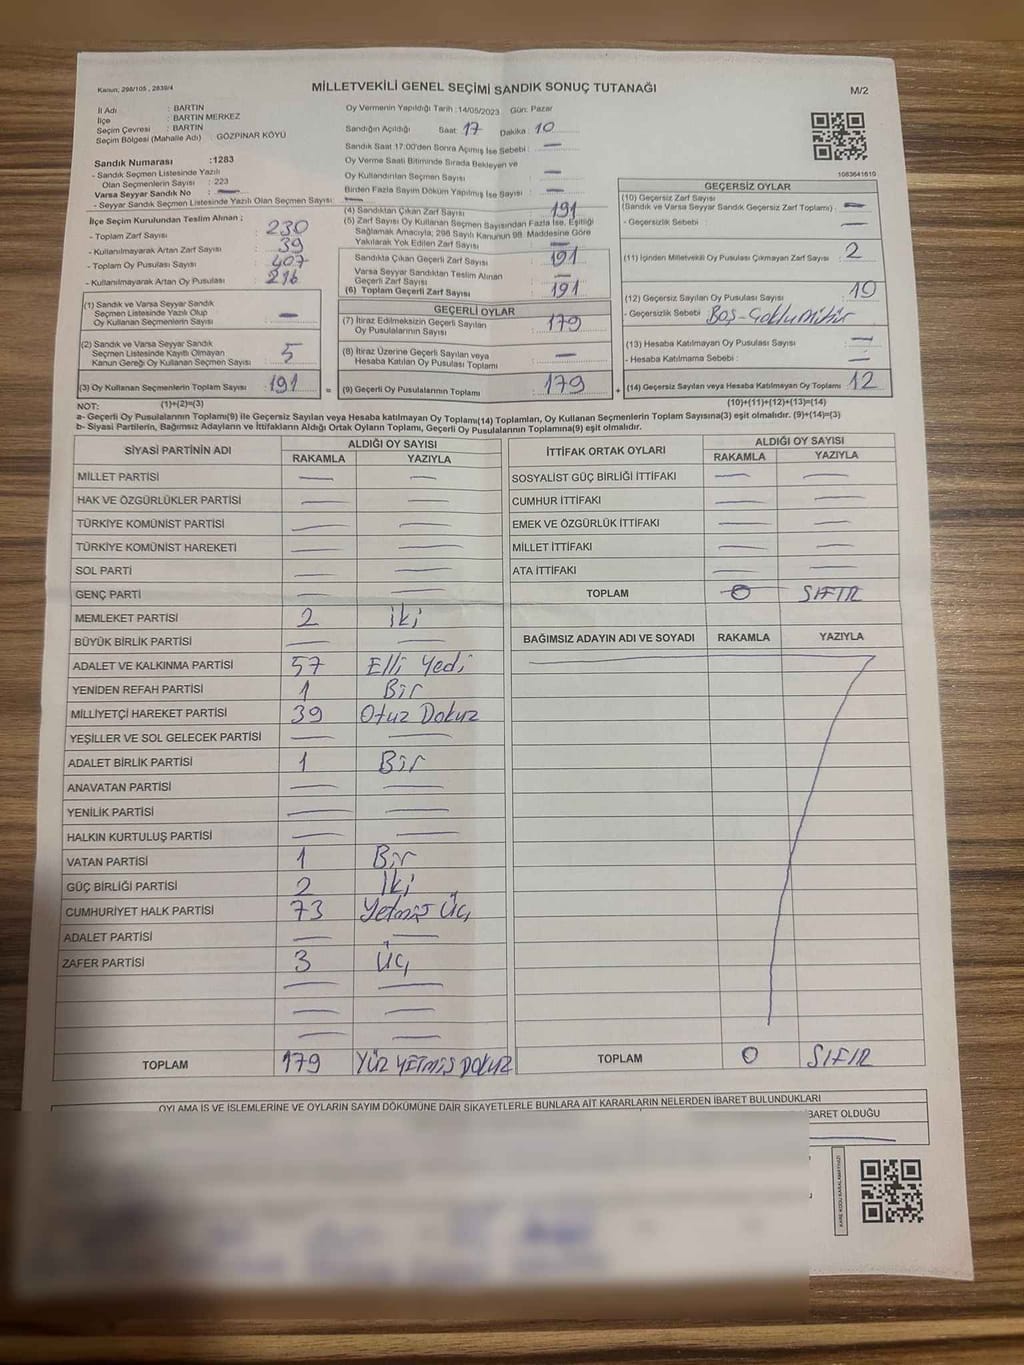 Kanun; 298/105 , 2839/4
MİLLETVEKİLİ GENEL SEÇİMİ SANDIK SONUÇ TUTANAĞI
M/2
İl Adı : BARTIN
İlçe : BARTIN MERKEZ
Seçim Çevresi : BARTIN
Seçim Bölgesi (Mahalle Adı) : GÖZPINAR KÖYÜ
Sandık Numarası :1283
- Sandık Seçmen Listesinde Yazılı
Olan Seçmenlerin Sayısı : 223
Varsa Seyyar Sandık No : —
- Seyyar Sandık Seçmen Listesinde Yazılı Olan Seçmen Sayısı: —
Oy Vermenin Yapıldığı Tarih :14/05/2023 Gün: Pazar
Sandığın Açıldığı Saat: 17 Dakika : 10
Sandık Saat 17:00'den Sonra Açılmış İse Sebebi : —
Oy Verme Saati Bitiminde Sırada Bekleyen ve
Oy Kullandırılan Seçmen Sayısı : —
Birden Fazla Sayım Döküm Yapılmış İse Sayısı : —
1083641610
İlçe Seçim Kurulundan Teslim Alınan ;
- Toplam Zarf Sayısı : 230
- Kullanılmayarak Artan Zarf Sayısı : 39
- Toplam Oy Pusulası Sayısı : 407
- Kullanılmayarak Artan Oy Pusulası : 216
(1) Sandık ve Varsa Seyyar Sandık
Seçmen Listesinde Yazılı Olup
Oy Kullanan Seçmenlerin Sayısı : —
(2) Sandık ve Varsa Seyyar Sandık
Seçmen Listesinde Kayıtlı Olmayan
Kanun Gereği Oy Kullanan Seçmen Sayısı : 5
(3) Oy Kullanan Seçmenlerin Toplam Sayısı : 191 =
(1)+(2)=(3)
(4) Sandıktan Çıkan Zarf Sayısı : 191
(5) Zarf Sayısı Oy Kullanan Seçmen Sayısından Fazla İse, Eşitliği
Sağlamak Amacıyla; 298 Sayılı Kanunun 98. Maddesine Göre
Yakılarak Yok Edilen Zarf Sayısı : —
Sandıkta Çıkan Geçerli Zarf Sayısı : 191
Varsa Seyyar Sandıktan Teslim Alınan
Geçerli Zarf Sayısı : —
(6) Toplam Geçerli Zarf Sayısı : 191
GEÇERLİ OYLAR
(7) İtiraz Edilmeksizin Geçerli Sayılan
Oy Pusulalarının Sayısı : 179
(8) İtiraz Üzerine Geçerli Sayılan veya
Hesaba Katılan Oy Pusulası Toplamı : —
(9) Geçerli Oy Pusulalarının Toplamı : 179 +
GEÇERSİZ OYLAR
(10) Geçersiz Zarf Sayısı
(Sandık ve Varsa Seyyar Sandık Geçersiz Zarf Toplamı) : —
- Geçersizlik Sebebi : —
(11) İçinden Milletvekili Oy Pusulası Çıkmayan Zarf Sayısı : 2
(12) Geçersiz Sayılan Oy Pusulası Sayısı : 10
- Geçersizlik Sebebi : Boş-Çoklu mühür
(13) Hesaba Katılmayan Oy Pusulası Sayısı : —
- Hesaba Katılmama Sebebi : —
(14) Geçersiz Sayılan veya Hesaba Katılmayan Oy Toplamı : 12
(10)+(11)+(12)+(13)=(14)
NOT:
a- Geçerli Oy Pusulalarının Toplamı(9) ile Geçersiz Sayılan veya Hesaba katılmayan Oy Toplamı(14) Toplamları, Oy Kullanan Seçmenlerin Toplam Sayısına(3) eşit olmalıdır. (9)+(14)=(3)
b- Siyasi Partilerin, Bağımsız Adayların ve İttifakların Aldığı Ortak Oyların Toplamı, Geçerli Oy Pusulalarının Toplamına(9) eşit olmalıdır.
SİYASİ PARTİNİN ADI ALDIĞI OY SAYISI
RAKAMLA YAZIYLA
MİLLET PARTİSİ — —
HAK VE ÖZGÜRLÜKLER PARTİSİ — —
TÜRKİYE KOMÜNİST PARTİSİ — —
TÜRKİYE KOMÜNİST HAREKETİ — —
SOL PARTİ — —
GENÇ PARTİ — —
MEMLEKET PARTİSİ 2 iki
BÜYÜK BİRLİK PARTİSİ — —
ADALET VE KALKINMA PARTİSİ 57 Elli Yedi
YENİDEN REFAH PARTİSİ 1 Bir
MİLLİYETÇİ HAREKET PARTİSİ 39 Otuz Dokuz
YEŞİLLER VE SOL GELECEK PARTİSİ — —
ADALET BİRLİK PARTİSİ 1 Bir
ANAVATAN PARTİSİ — —
YENİLİK PARTİSİ — —
HALKIN KURTULUŞ PARTİSİ — —
VATAN PARTİSİ 1 Bir
GÜÇ BİRLİĞİ PARTİSİ 2 İki
CUMHURİYET HALK PARTİSİ 73 Yetmiş Üç
ADALET PARTİSİ — —
ZAFER PARTİSİ 3 Üç
— —
— —
— —
TOPLAM 179 YÜZ YETMİŞ DOKUZ
İTTİFAK ORTAK OYLARI ALDIĞI OY SAYISI
RAKAMLA YAZIYLA
SOSYALİST GÜÇ BİRLİĞİ İTTİFAKI — —
CUMHUR İTTİFAKI — —
EMEK VE ÖZGÜRLÜK İTTİFAKI — —
MİLLET İTTİFAKI — —
ATA İTTİFAKI — —
TOPLAM 0 SIFIR
BAĞIMSIZ ADAYIN ADI VE SOYADI RAKAMLA YAZIYLA
TOPLAM 0 SIFIR
OYLAMA İŞ VE İŞLEMLERİNE VE OYLARIN SAYIM DÖKÜMÜNE DAİR ŞİKAYETLERLE BUNLARA AİT KARARLARIN NELERDEN İBARET BULUNDUKLARI
İBARET OLDUĞU
KARE KODU KARALAMAYINIZ!